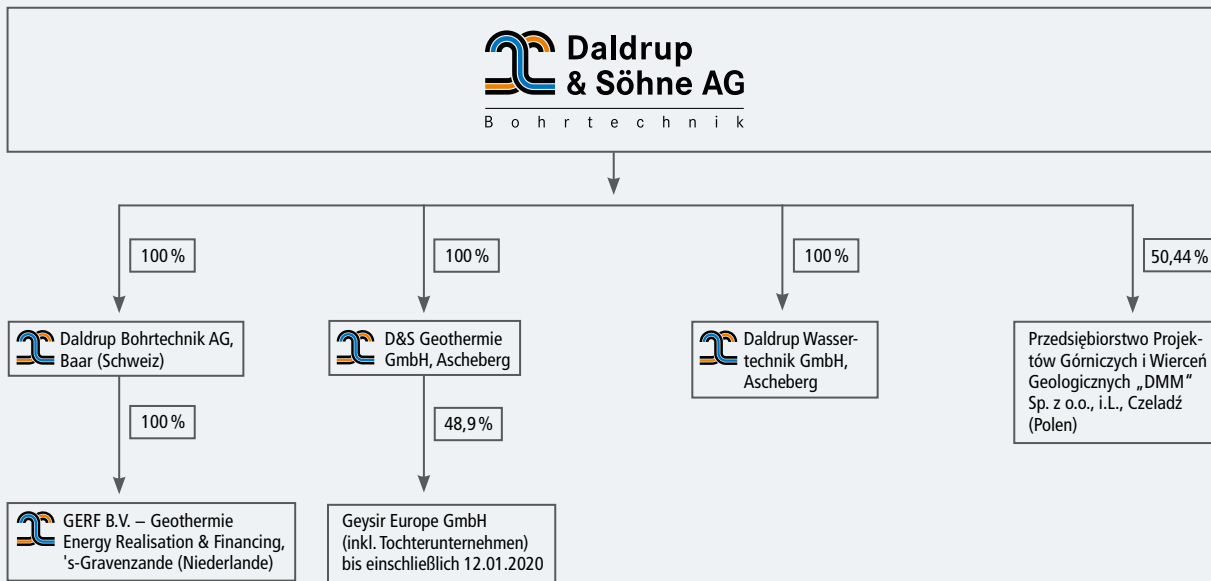 Daldrup
& Söhne AG
Bohrtechnik
100 %
100 %
100 %
50,44 %
Daldrup Bohrtechnik AG,
Baar (Schweiz)
D&S Geothermie
GmbH, Ascheberg
Daldrup Wasser-
technik GmbH,
Ascheberg
Przedsiębiorstwo Projek-
tów Górniczych i Wierceń
Geologicznych „DMM“
Sp. z o.o., i.L., Czeladź
(Polen)
100 %
48,9 %
GERF B.V. – Geothermie
Energy Realisation & Financing,
's-Gravenzande (Niederlande)
Geysir Europe GmbH
(inkl. Tochterunternehmen)
bis einschließlich 12.01.2020